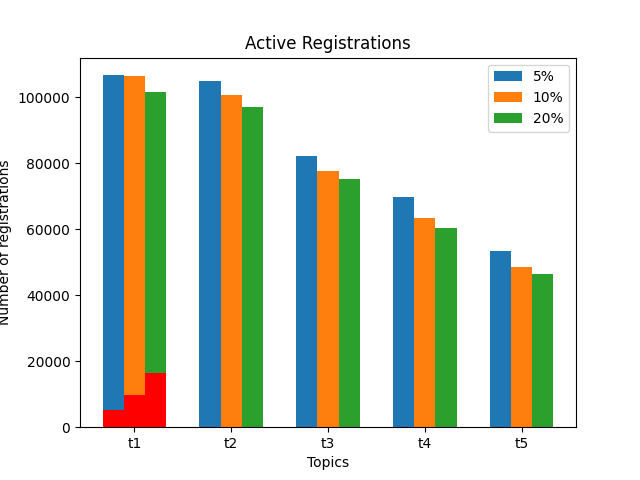 Active Registrations
5%
10%
20%
100000
80000
60000
40000
20000
0
Number of registrations
t1 t2 t3 t4 t5
Topics